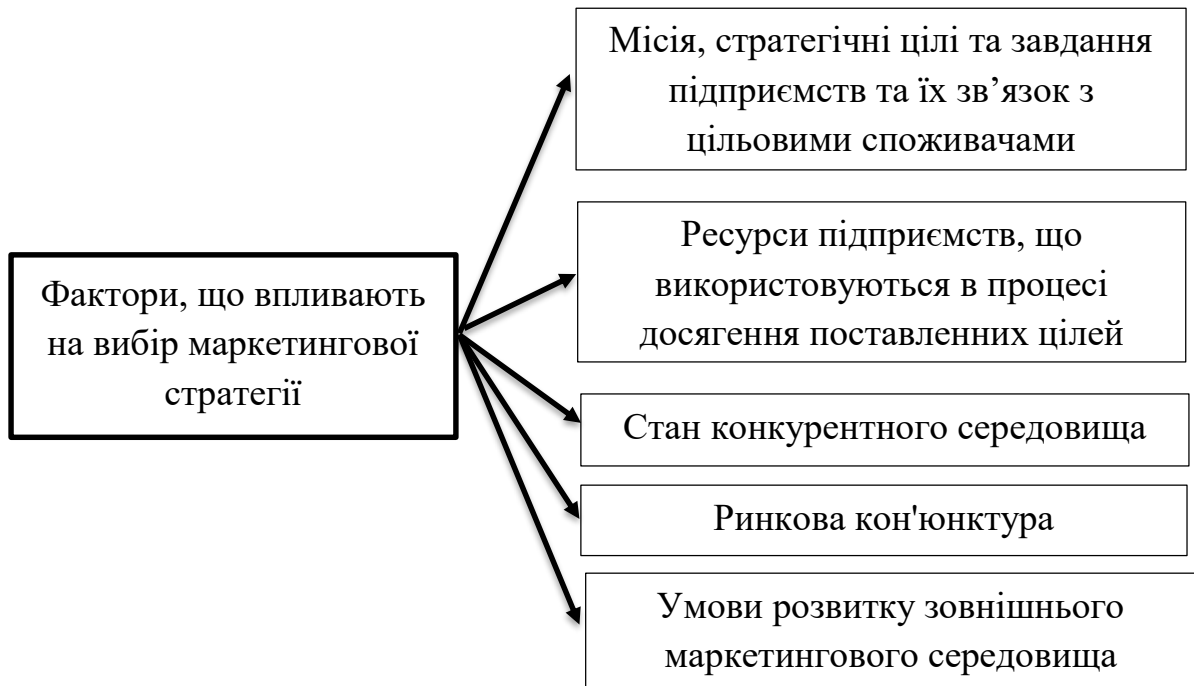 Місія, стратегічні цілі та завдання
підприємств та їх зв’язок з
цільовими споживачами
Ресурси підприємств, що
використовуються в процесі
досягення поставленних цілей
Фактори, що впливають
на вибір маркетингової
стратегії
Стан конкурентного середовища
Ринкова кон'юнктура
Умови розвитку зовнішнього
маркетингового середовища